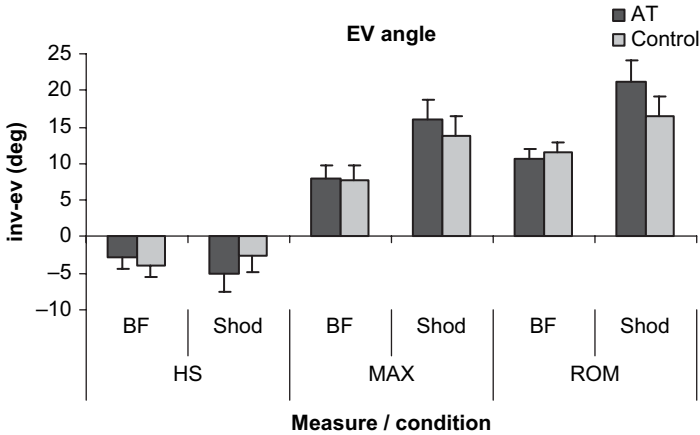 EV angle
AT
Control
inv-ev (deg)
25
20
15
10
5
0
–5
–10
BF Shod BF Shod BF Shod
HS MAX ROM
Measure / condition